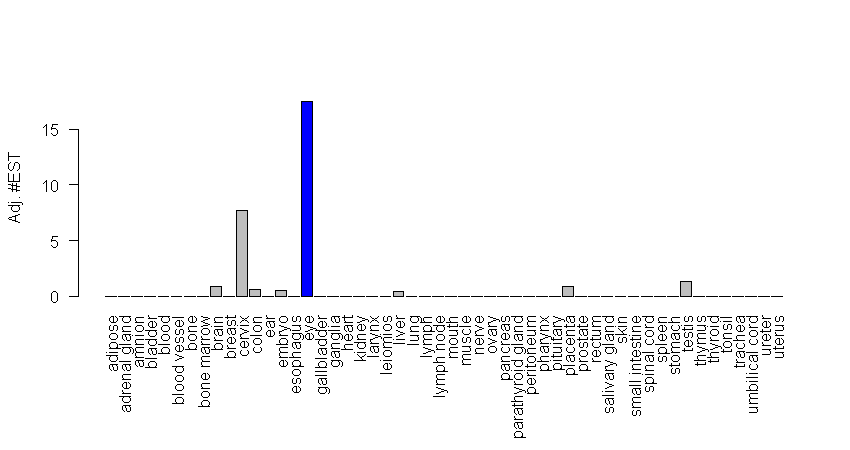 Adj. #EST
15
10
5
0
adipose
adrenal gland
amnion
bladder
blood
blood vessel
bone
bone marrow
brain
breast
cervix
colon
ear
embryo
esophagus
eye
gallbladder
ganglia
heart
kidney
larynx
leiomios
liver
lung
lymph
lymph node
mouth
muscle
nerve
ovary
pancreas
parathyroid gland
peritoneum
pharynx
pituitary
placenta
prostate
rectum
salivary gland
skin
small intestine
spinal cord
spleen
stomach
testis
thymus
thyroid
tonsil
trachea
umbilical cord
ureter
uterus